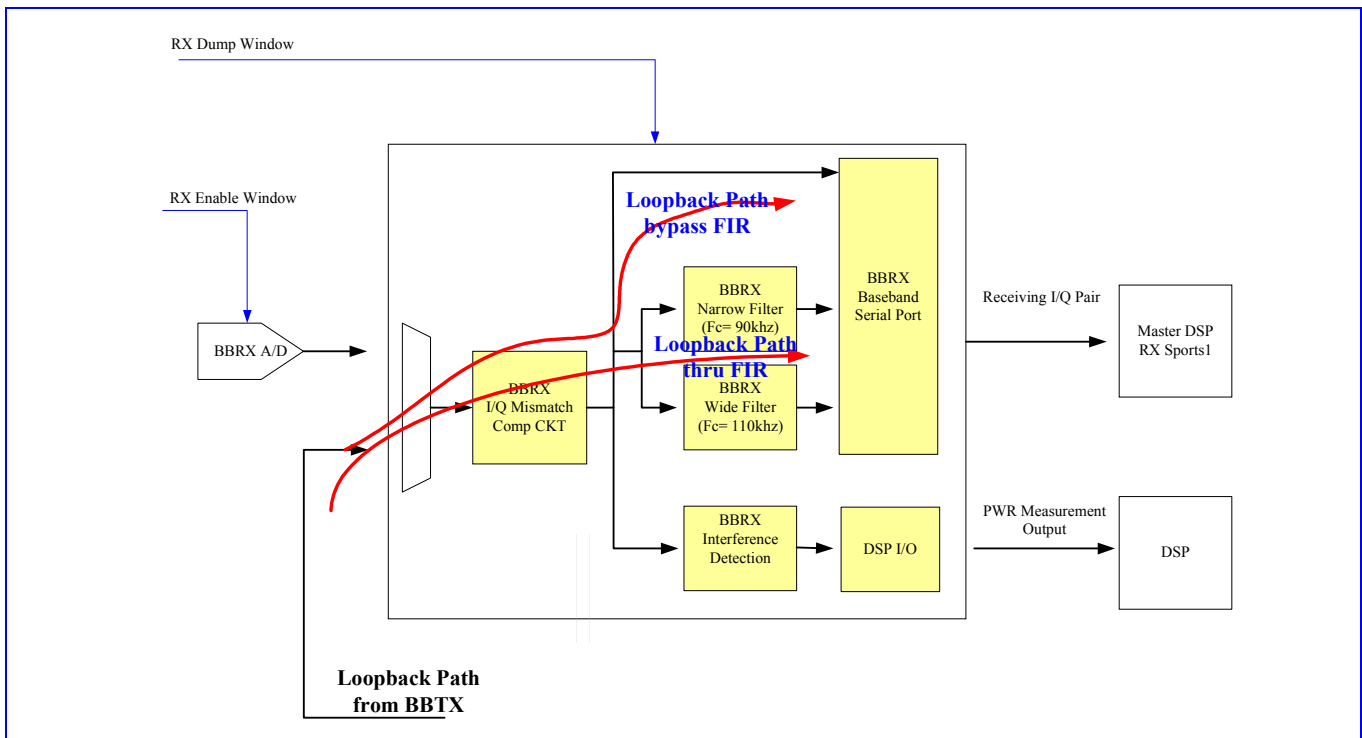 RX Dump Window
RX Enable Window
BBRX A/D
Loopback Path
bypass FIR
BBRX
Narrow Filter
(Fc= 90khz)
Loopback Path
thru FIR
BBRX
I/Q Mismatch
Comp CKT
BBRX
Wide Filter
(Fc= 110khz)
BBRX
Baseband
Serial Port
Receiving I/Q Pair
Master DSP
RX Sports1
BBRX
Interference
Detection
DSP I/O
PWR Measurement
Output
DSP
Loopback Path
from BBTX